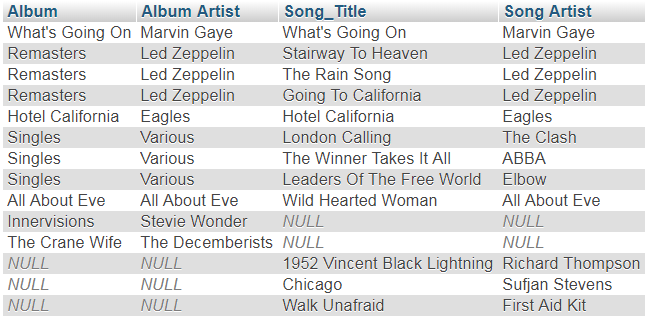 Album Album Artist Song_Title Song Artist
What's Going On Marvin Gaye What's Going On Marvin Gaye
Remasters Led Zeppelin Stairway To Heaven Led Zeppelin
Remasters Led Zeppelin The Rain Song Led Zeppelin
Remasters Led Zeppelin Going To California Led Zeppelin
Hotel California Eagles Hotel California Eagles
Singles Various London Calling The Clash
Singles Various The Winner Takes It All ABBA
Singles Various Leaders Of The Free World Elbow
All About Eve All About Eve Wild Hearted Woman All About Eve
Innervisions Stevie Wonder NULL NULL
The Crane Wife The Decemberists NULL NULL
NULL NULL 1952 Vincent Black Lightning Richard Thompson
NULL NULL Chicago Sufjan Stevens
NULL NULL Walk Unafraid First Aid Kit